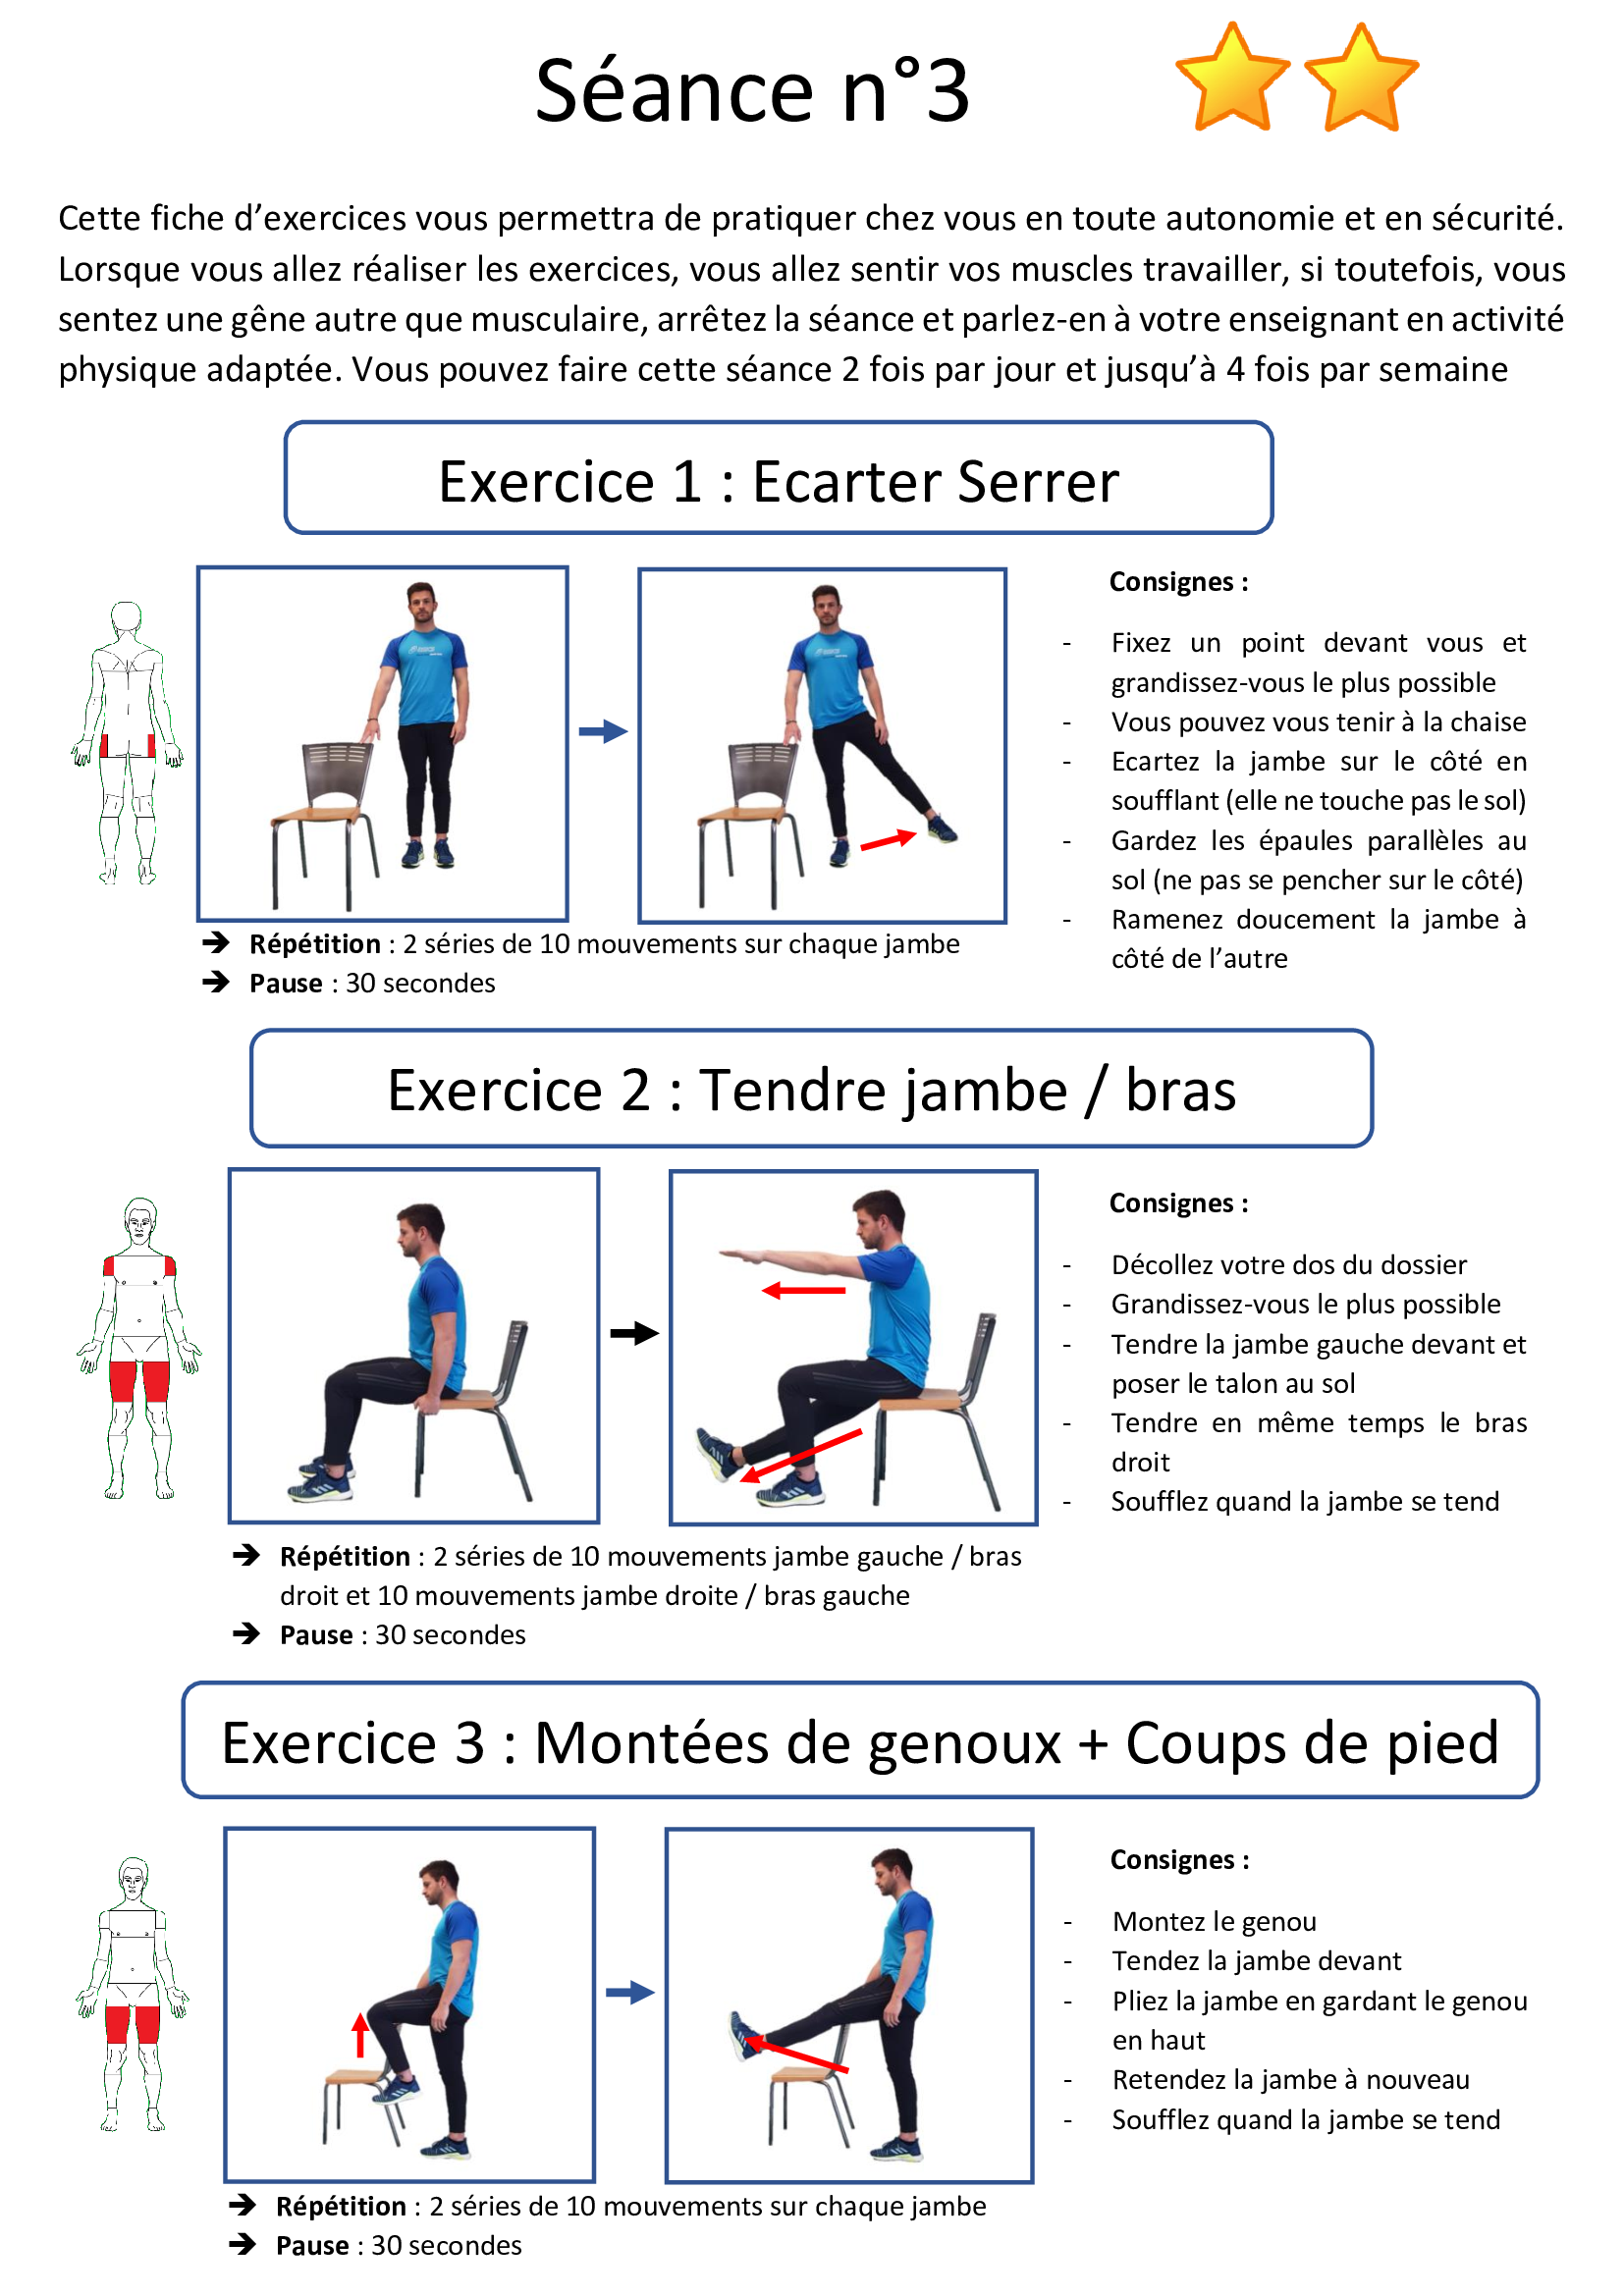 Séance n°3
Cette fiche d’exercices vous permettra de pratiquer chez vous en toute autonomie et en sécurité.
Lorsque vous allez réaliser les exercices, vous allez sentir vos muscles travailler, si toutefois, vous
sentez une gêne autre que musculaire, arrêtez la séance et parlez-en à votre enseignant en activité
physique adaptée. Vous pouvez faire cette séance 2 fois par jour et jusqu’à 4 fois par semaine
Exercice 1 : Ecarter Serrer
Consignes :
- Fixez un point devant vous et
grandissez-vous le plus possible
- Vous pouvez vous tenir à la chaise
- Ecartez la jambe sur le côté en
soufflant (elle ne touche pas le sol)
- Gardez les épaules parallèles au
sol (ne pas se pencher sur le côté)
- Ramenez doucement la jambe à
côté de l’autre
➔ Répétition : 2 séries de 10 mouvements sur chaque jambe
➔ Pause : 30 secondes
Exercice 2 : Tendre jambe / bras
Consignes :
- Décollez votre dos du dossier
- Grandissez-vous le plus possible
- Tendre la jambe gauche devant et
poser le talon au sol
- Tendre en même temps le bras
droit
- Soufflez quand la jambe se tend
➔ Répétition : 2 séries de 10 mouvements jambe gauche / bras
droit et 10 mouvements jambe droite / bras gauche
➔ Pause : 30 secondes
Exercice 3 : Montées de genoux + Coups de pied
Consignes :
- Montez le genou
- Tendez la jambe devant
- Pliez la jambe en gardant le genou
en haut
- Retendez la jambe à nouveau
- Soufflez quand la jambe se tend
➔ Répétition : 2 séries de 10 mouvements sur chaque jambe
➔ Pause : 30 secondes